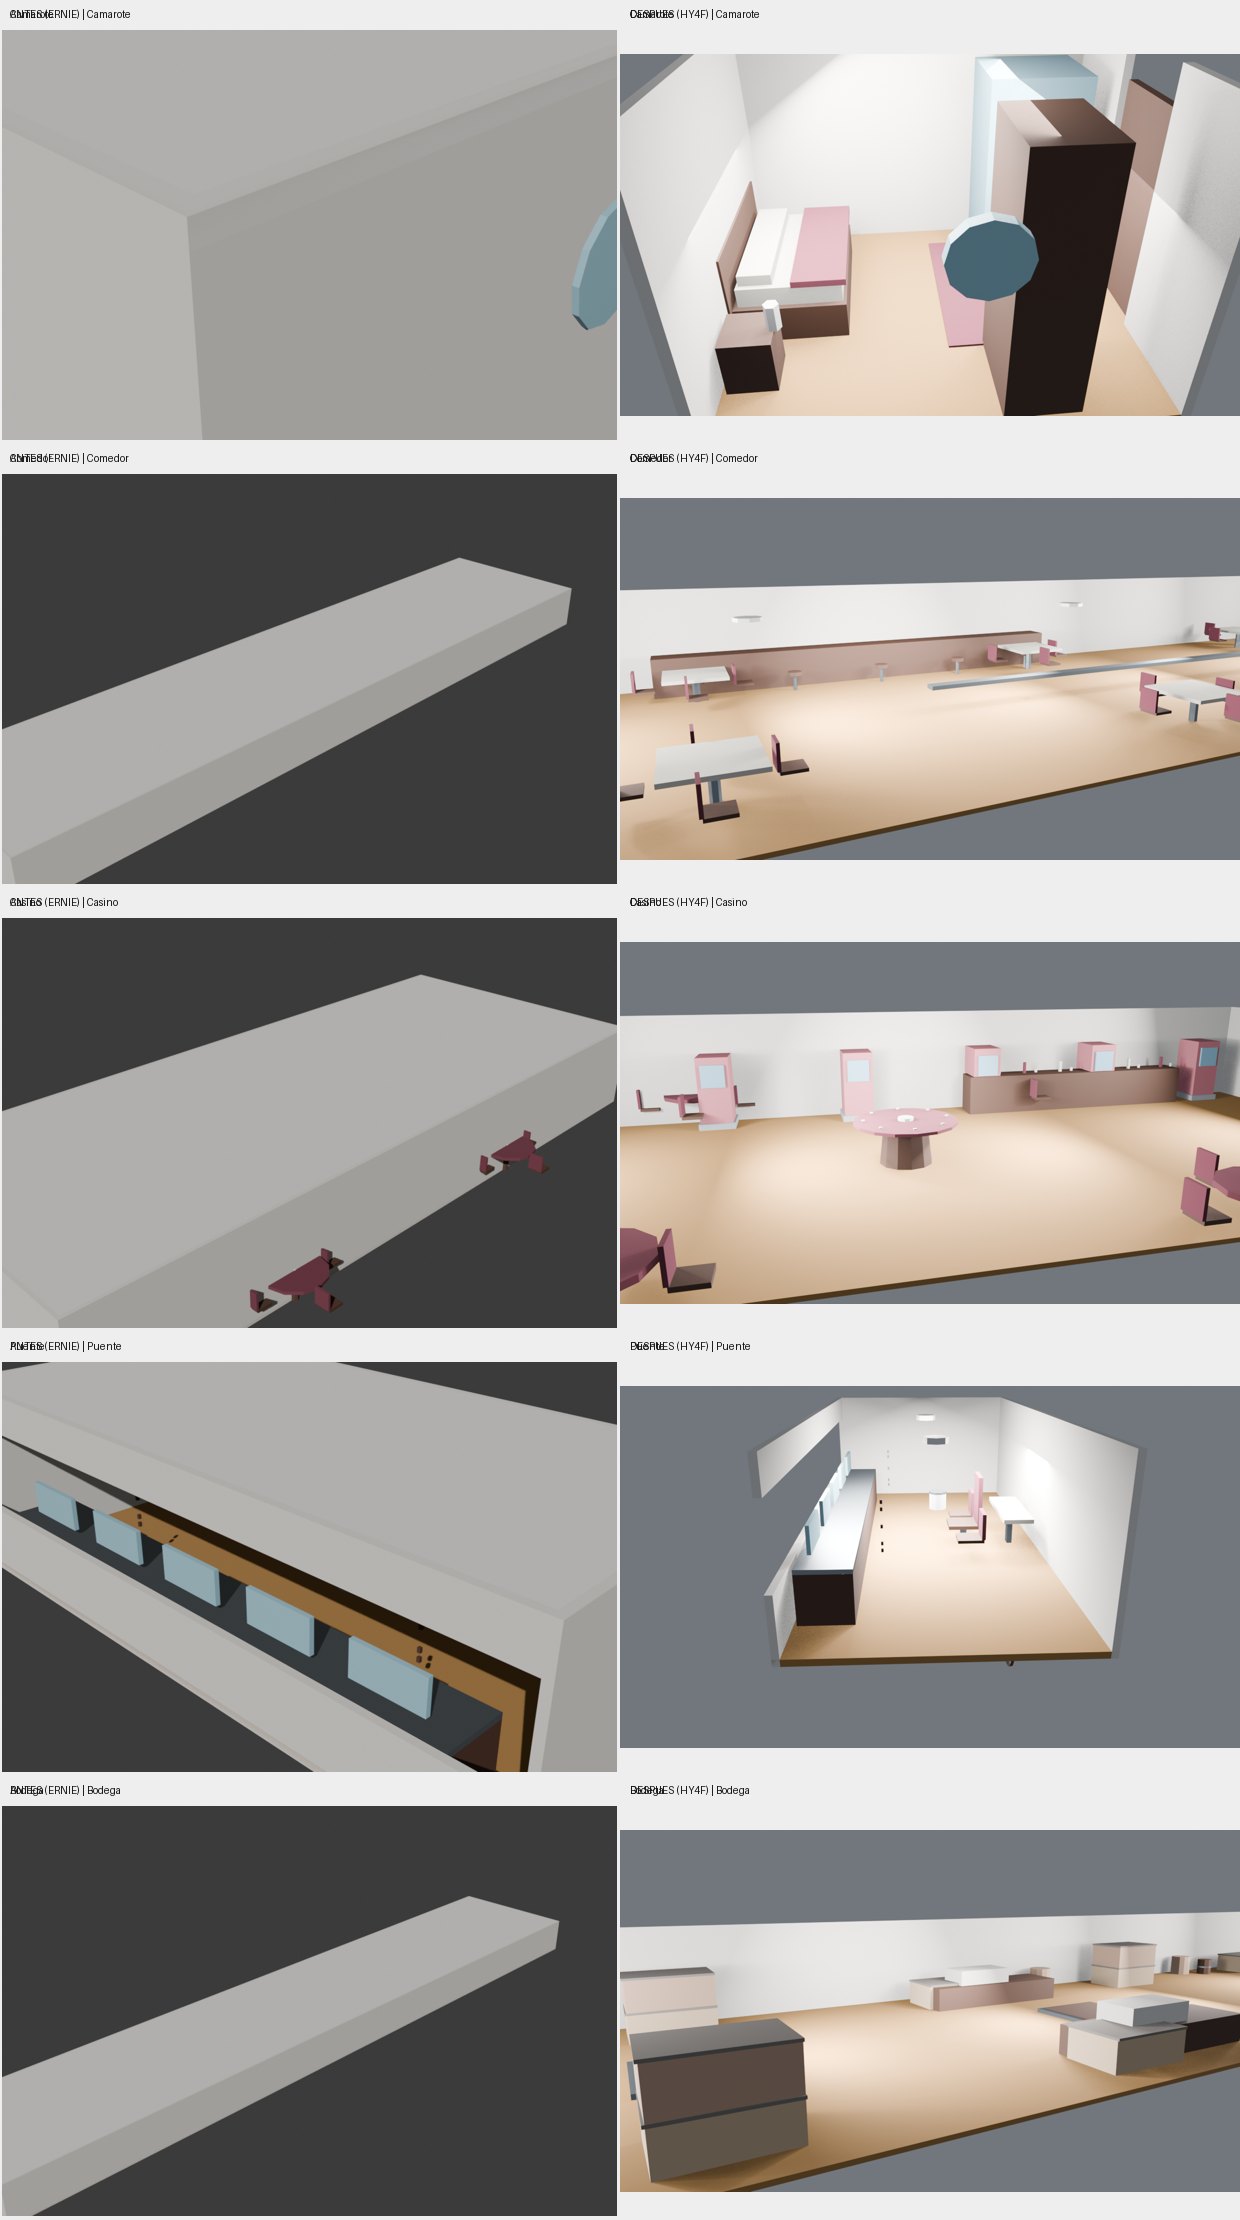 ANTES (ERNIE) | Camarote
DESPUES (HY4F) | Camarote
ANTES (ERNIE) | Comedor
DESPUES (HY4F) | Comedor
ANTES (ERNIE) | Casino
DESPUES (HY4F) | Casino
ANTES (ERNIE) | Puente
DESPUES (HY4F) | Puente
ANTES (ERNIE) | Bodega
DESPUES (HY4F) | Bodega